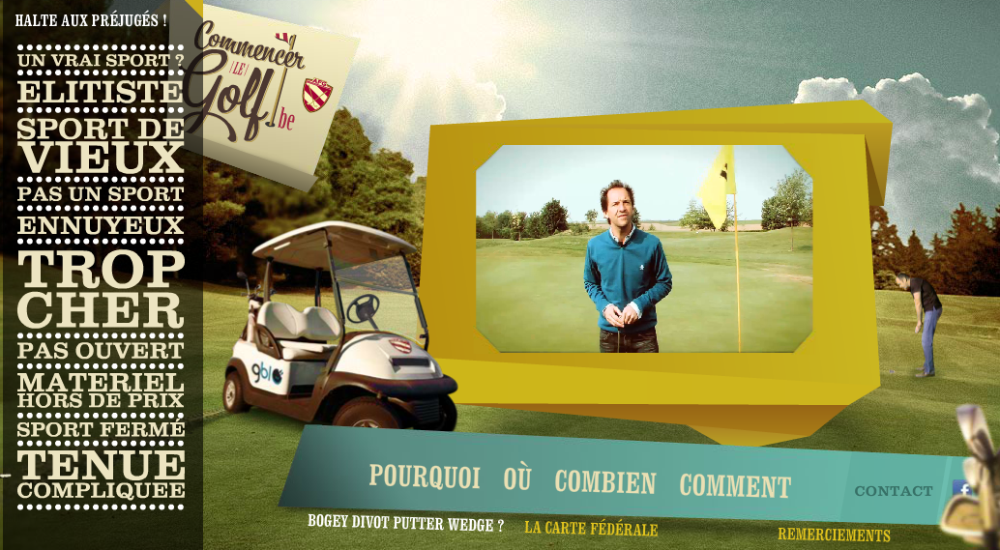 HALTE AUX PRÉJUGÉS !
UN VRAI SPORT ?
ELITISTE
SPORT DE
VIEUX
PAS UN SPORT
ENNUYEUX
TROP
CHER
PAS OUVERT
MATERIEL
HORS DE PRIX
SPORT FERMÉ
TENUE
COMPLIQUEE
Commencer
LE
Golf
be
AFG
gbl
POURQUOI OÙ COMBIEN COMMENT
CONTACT
f
BOGEY DIVOT PUTTER WEDGE ?
LA CARTE FÉDÉRALE
REMERCIEMENTS